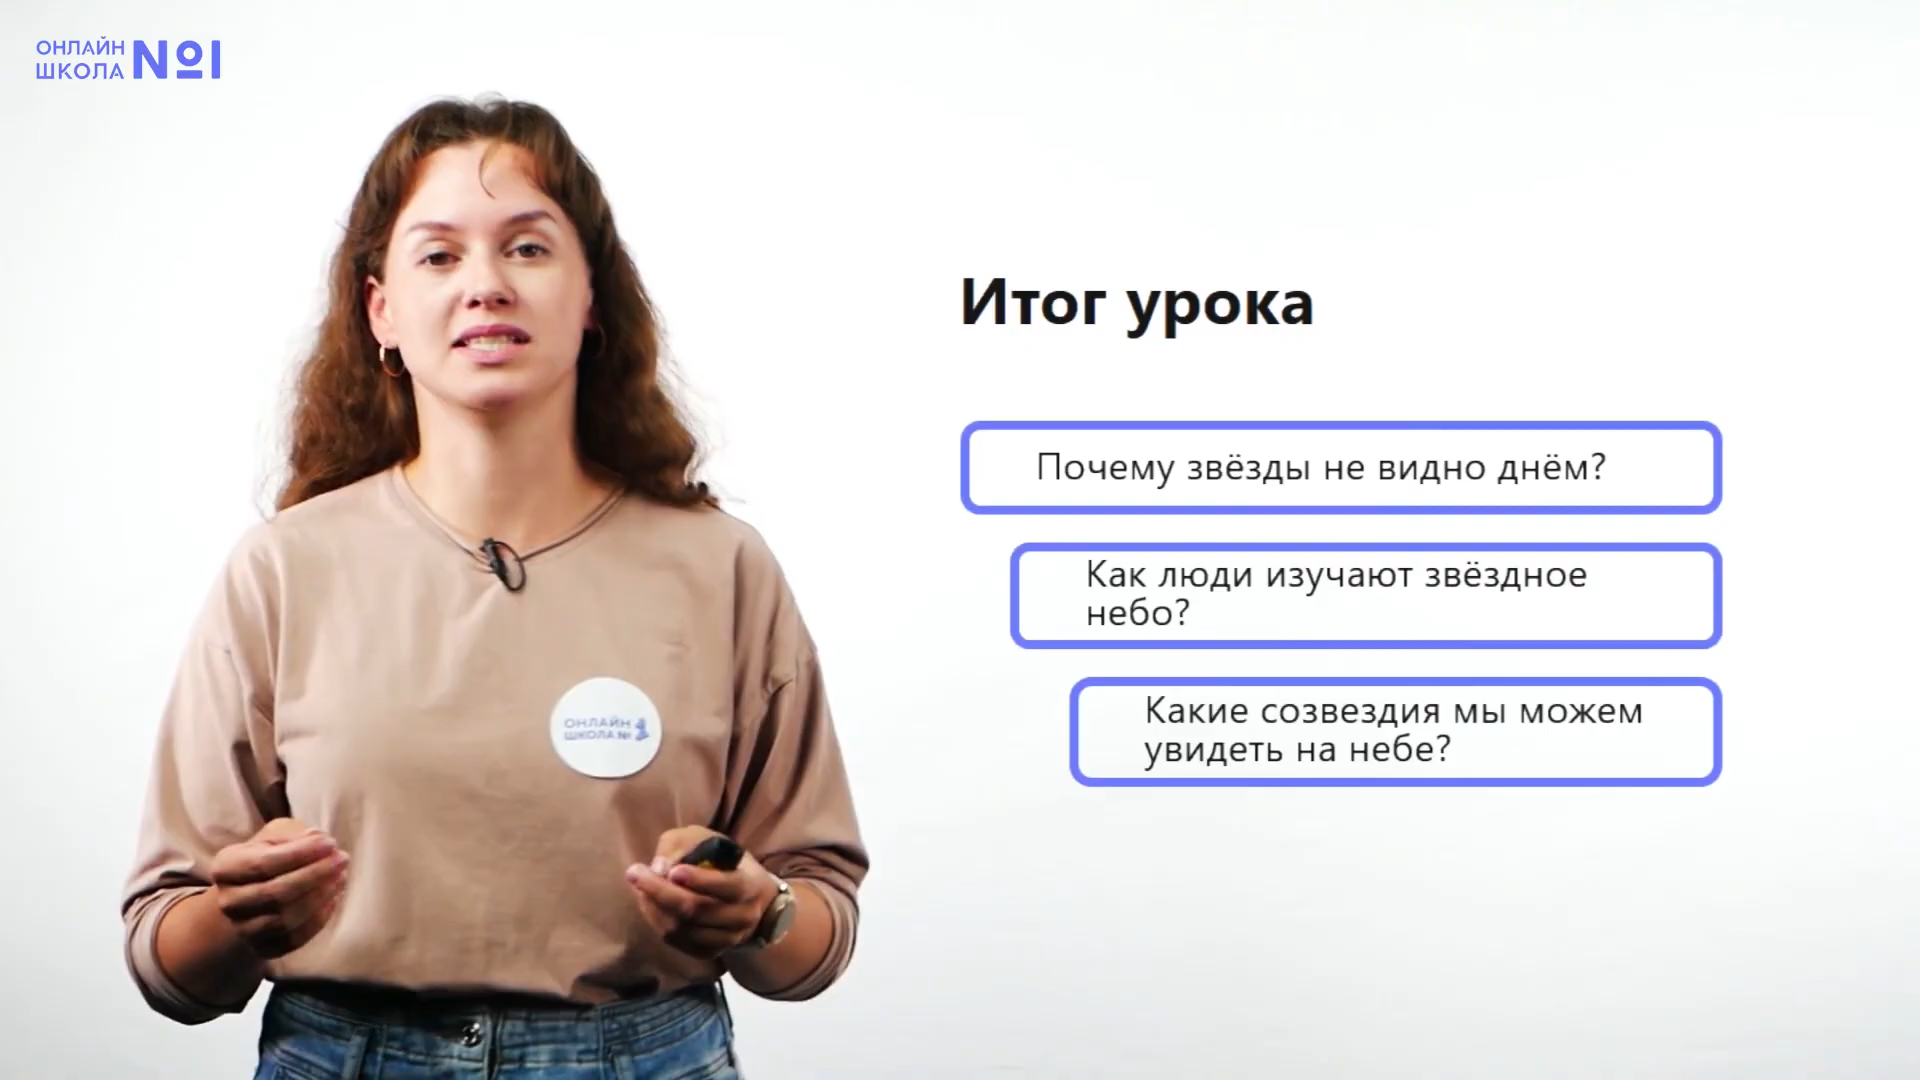 ОНЛАЙН
ШКОЛА №1
Итог урока
Почему звёзды не видно днём?
Как люди изучают звёздное
небо?
Какие созвездия мы можем
увидеть на небе?
ОНЛАЙН
ШКОЛА №1